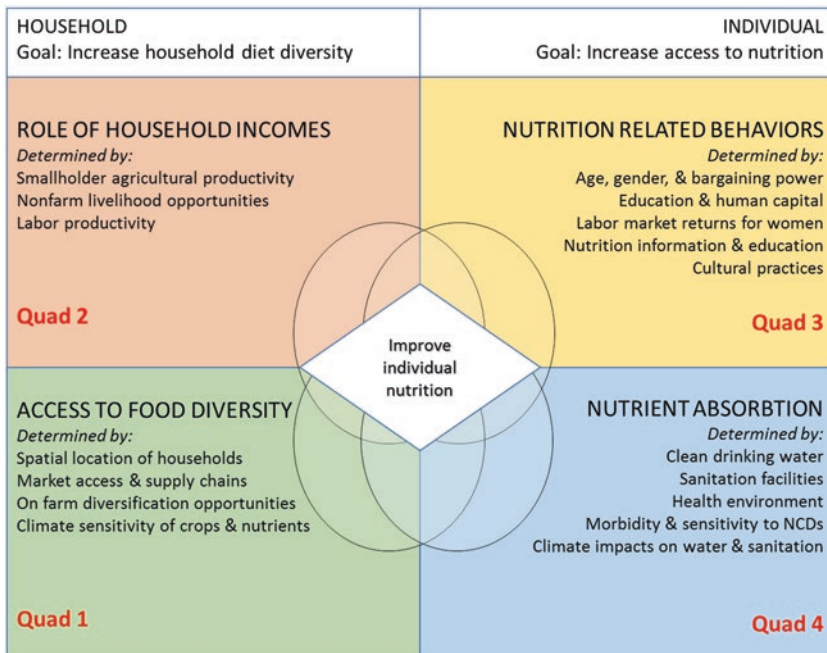 HOUSEHOLD
Goal: Increase household diet diversity
INDIVIDUAL
Goal: Increase access to nutrition
ROLE OF HOUSEHOLD INCOMES
Determined by:
Smallholder agricultural productivity
Nonfarm livelihood opportunities
Labor productivity
Quad 2
NUTRITION RELATED BEHAVIORS
Determined by:
Age, gender, & bargaining power
Education & human capital
Labor market returns for women
Nutrition information & education
Cultural practices
Quad 3
Improve
individual
nutrition
ACCESS TO FOOD DIVERSITY
Determined by:
Spatial location of households
Market access & supply chains
On farm diversification opportunities
Climate sensitivity of crops & nutrients
Quad 1
NUTRIENT ABSORBTION
Determined by:
Clean drinking water
Sanitation facilities
Health environment
Morbidity & sensitivity to NCDs
Climate impacts on water & sanitation
Quad 4